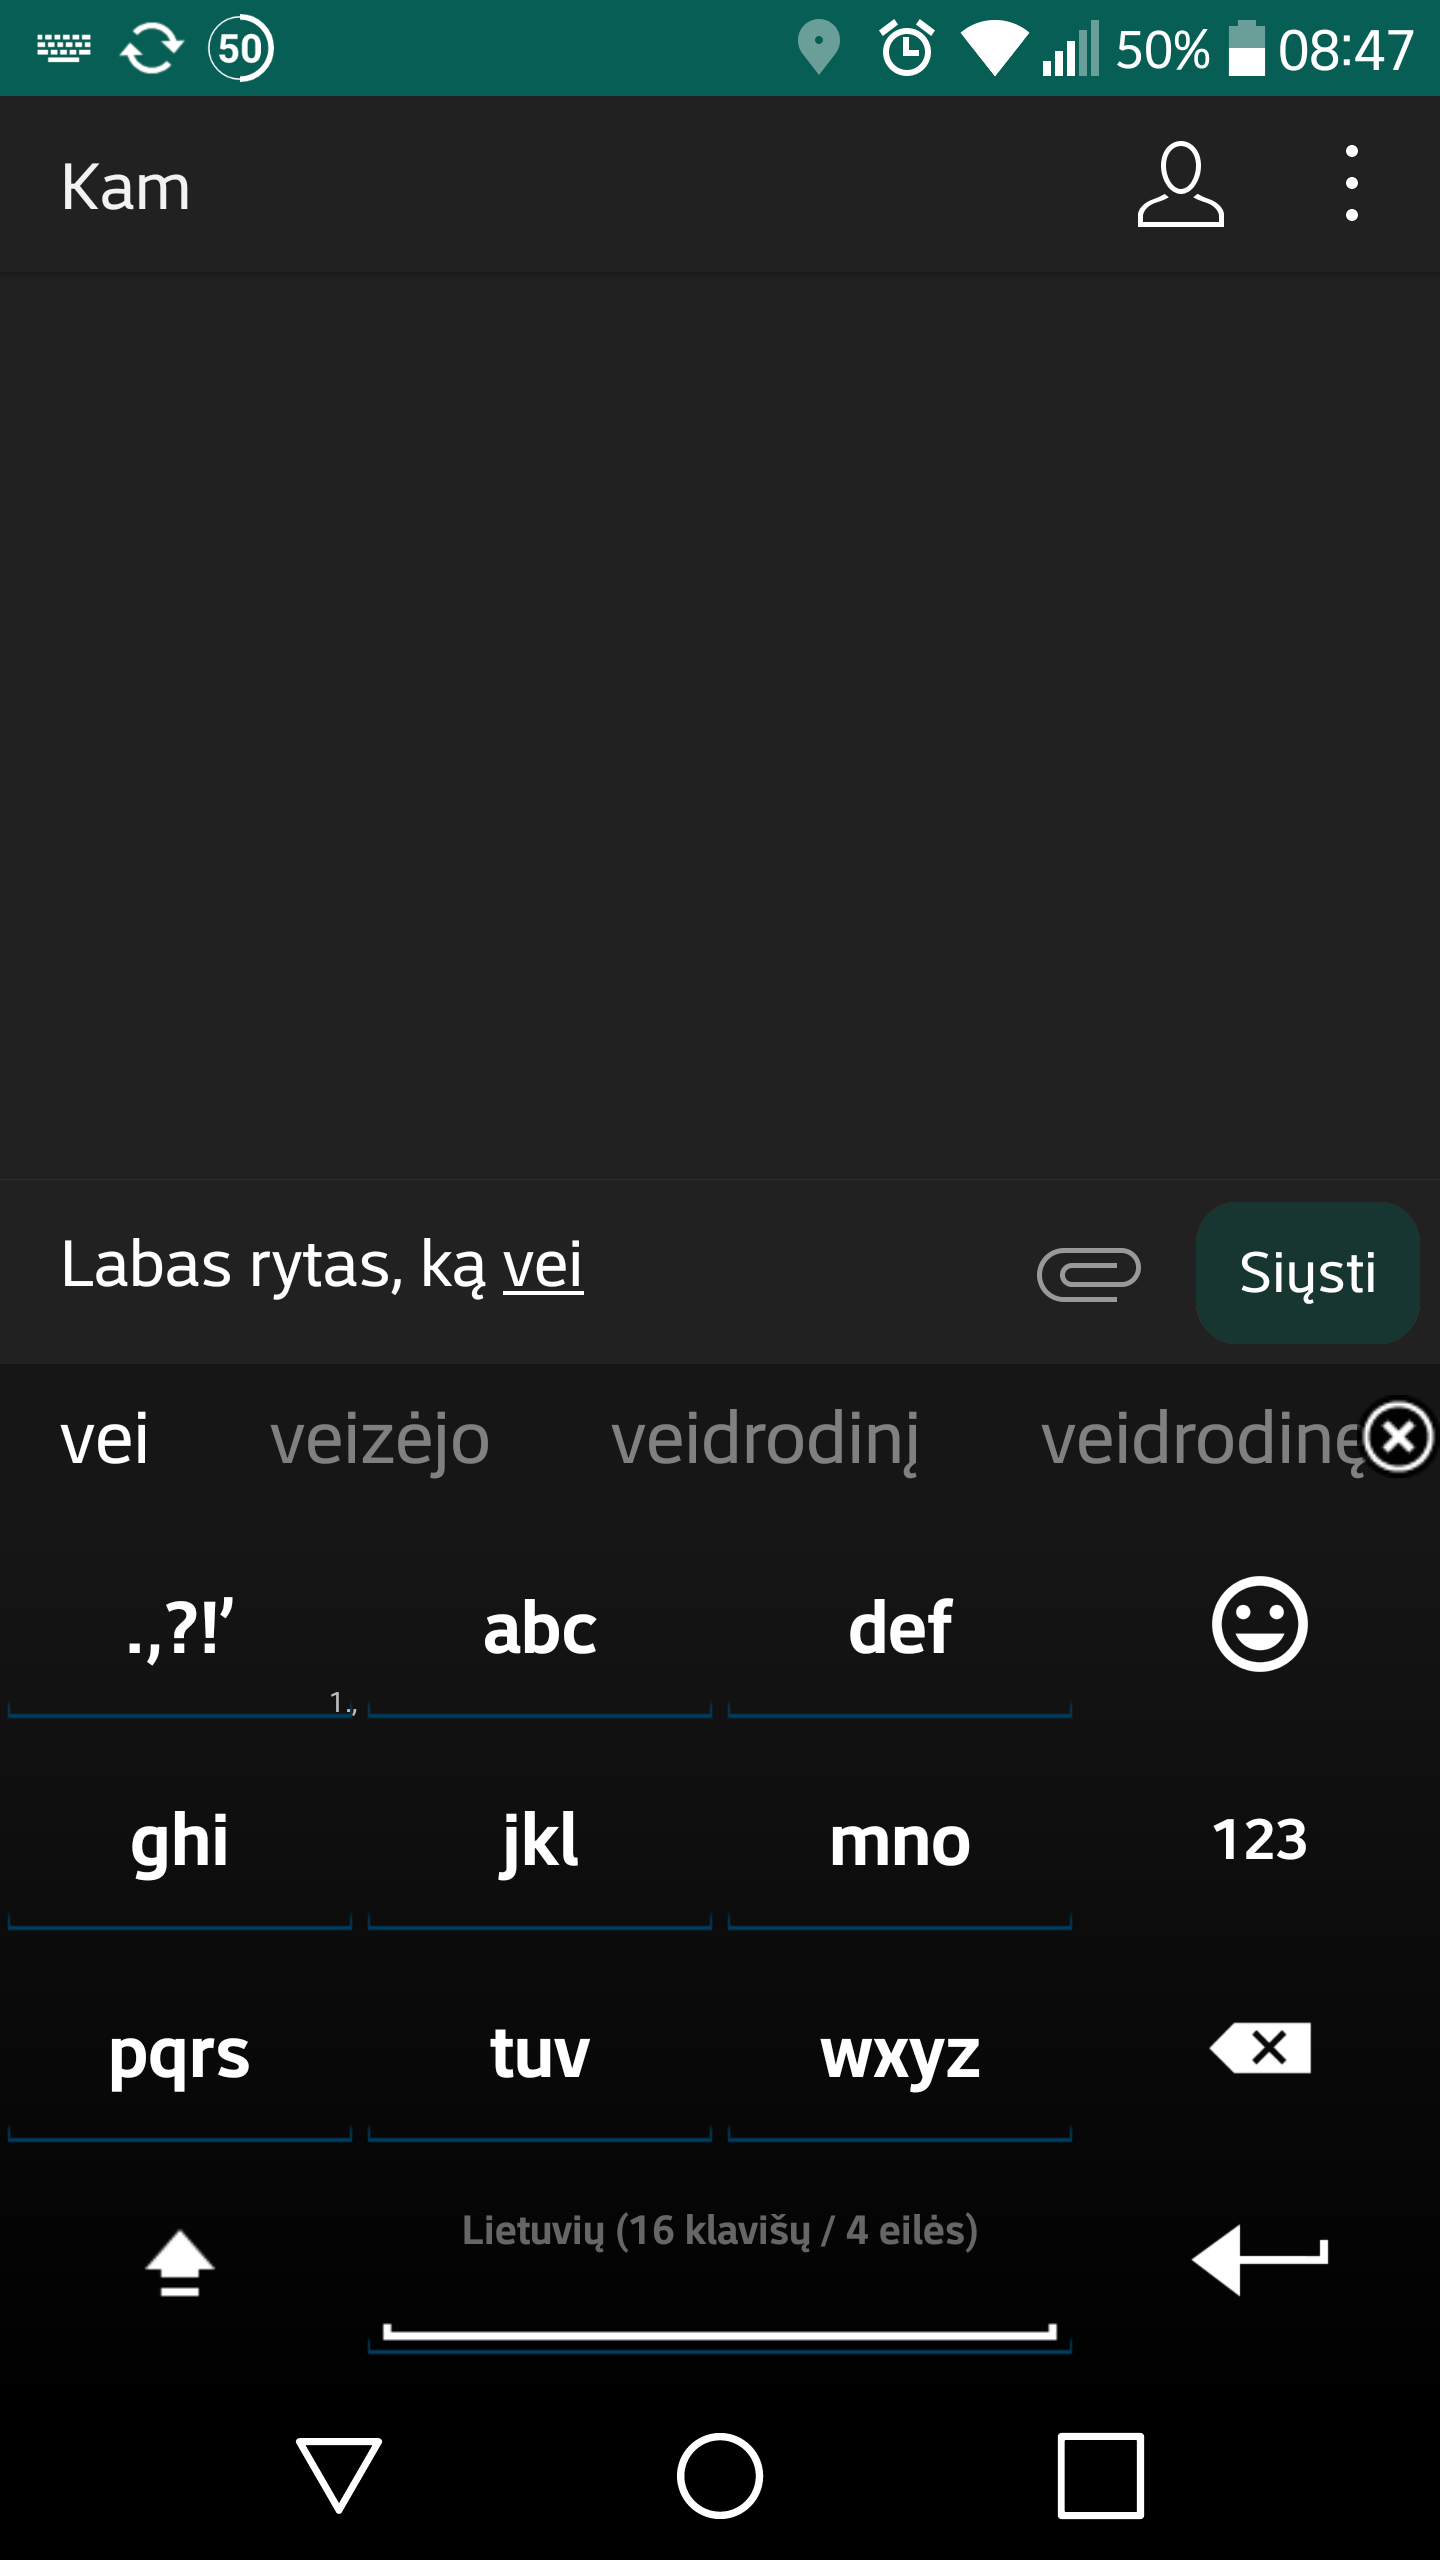 50 50% 08:47
Kam
Labas rytas, ką vei
Siųsti
vei veizėjo veidrodinį veidrodinę
.,?!’ abc def
1.,
ghi jkl mno 123
pqrs tuv wxyz
Lietuvių (16 klavišų / 4 eilės)